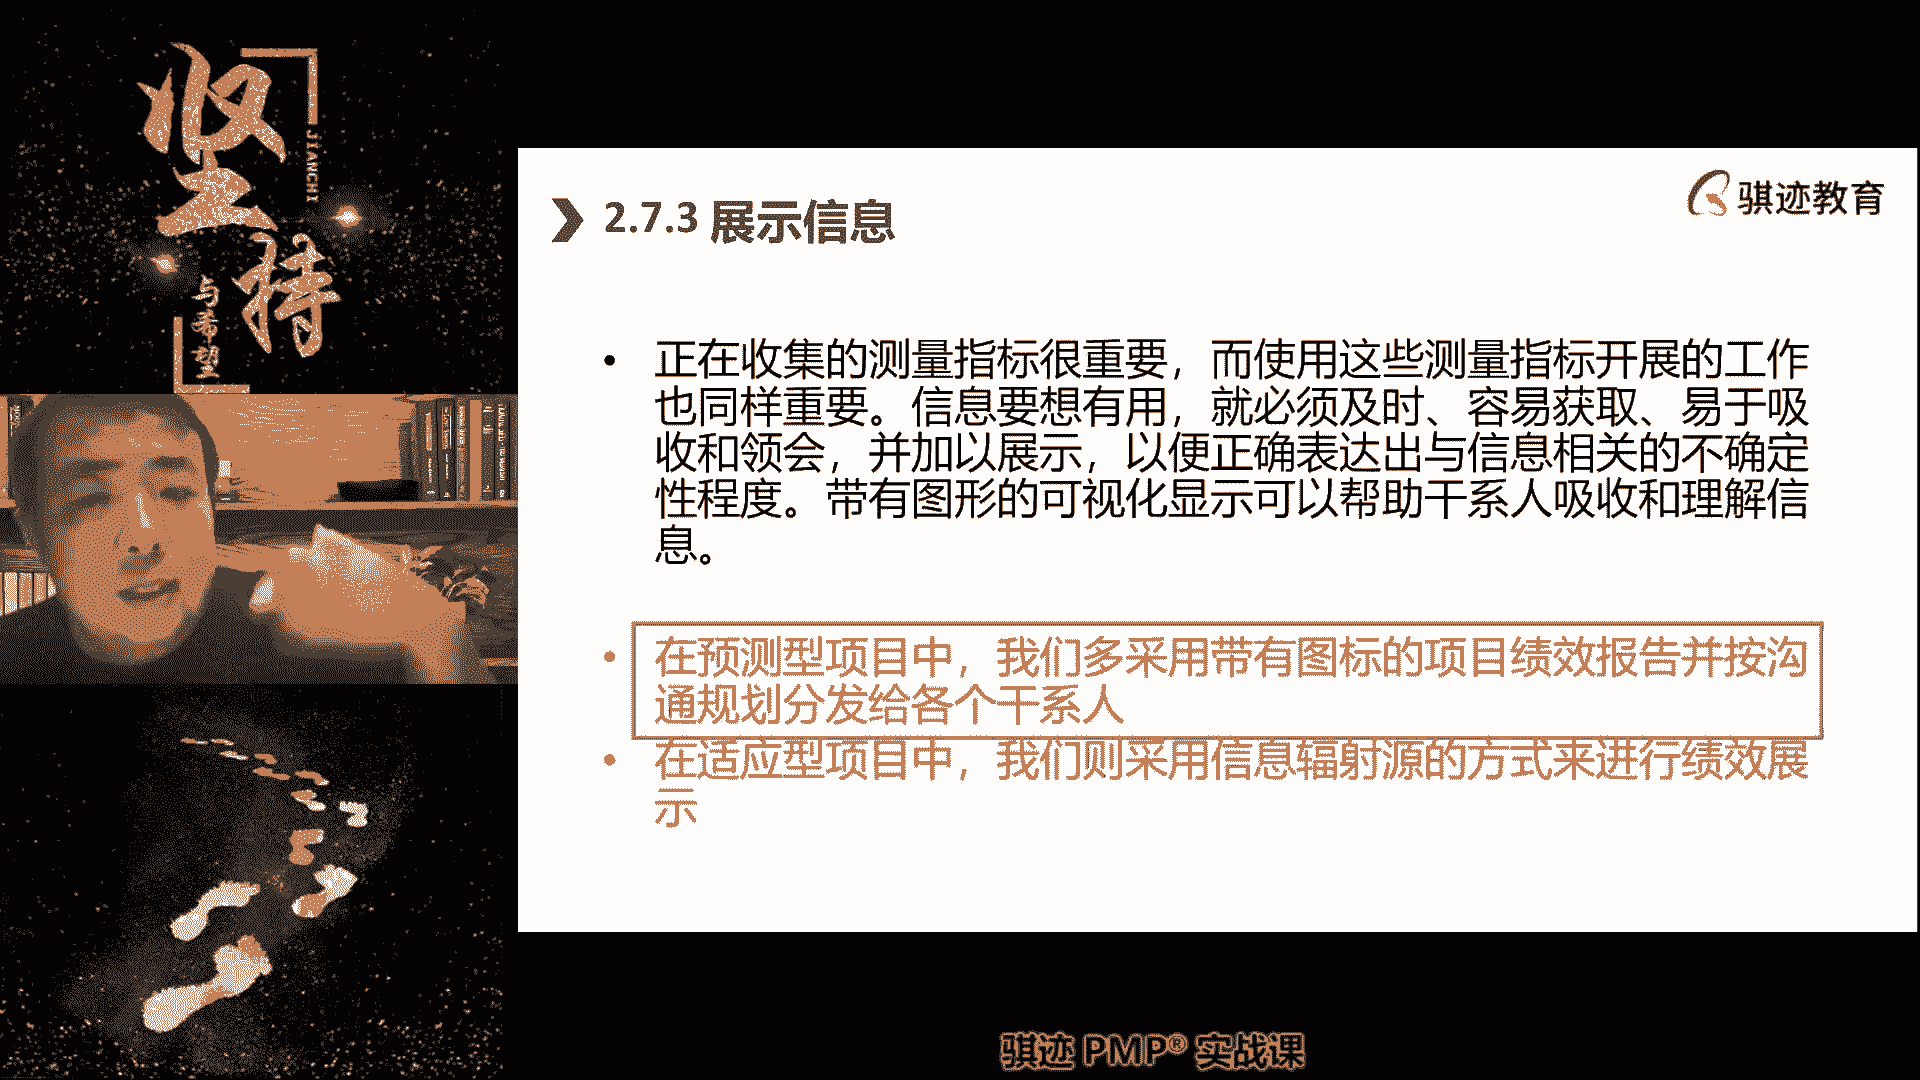 坚持
JIANCHI
与希望
骐迹教育
2.7.3 展示信息
• 正在收集的测量指标很重要，而使用这些测量指标开展的工作
也同样重要。信息要想有用，就必须及时、容易获取、易于吸
收和领会，并加以展示，以便正确表达出与信息相关的不确定
性程度。带有图形的可视化显示可以帮助干系人吸收和理解信
息。
• 在预测型项目中，我们多采用带有图标的项目绩效报告并按沟
通规划分发给各个干系人
• 在适应型项目中，我们则采用信息辐射源的方式来进行绩效展
示
骐迹 PMP® 实战课